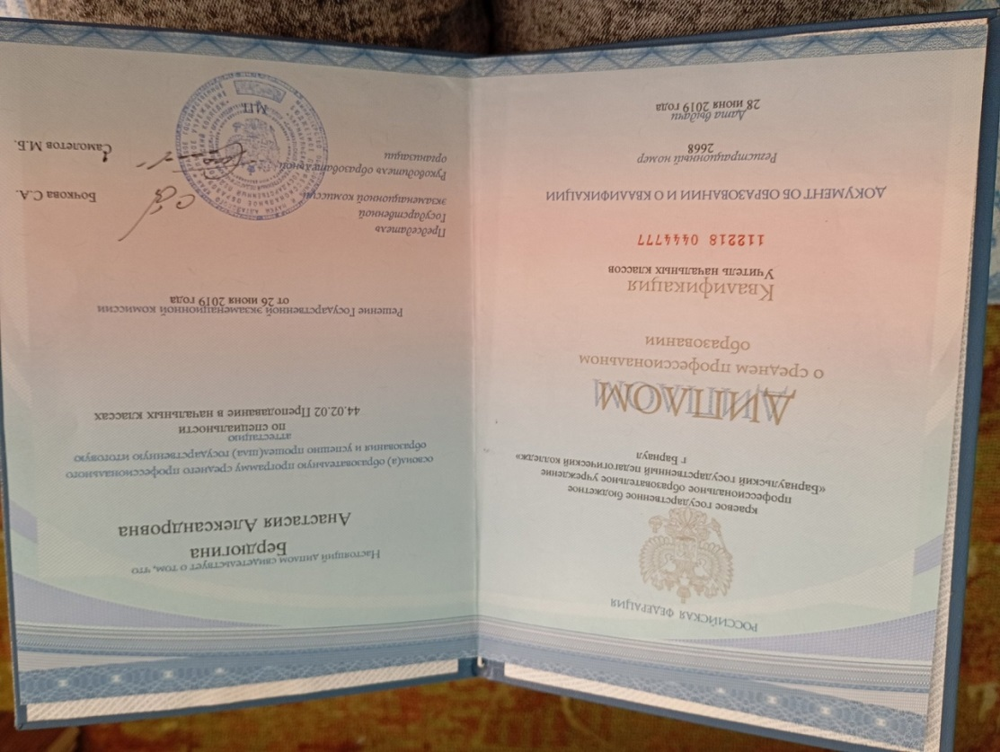 РОССИЙСКАЯ ФЕДЕРАЦИЯ
краевое государственное бюджетное
профессиональное образовательное учреждение
«Барнаульский государственный педагогический колледж»
г Барнаул
ДИПЛОМ
о среднем профессиональном
образовании
Квалификация
Учитель начальных классов
112218 0444777
ДОКУМЕНТ ОБ ОБРАЗОВАНИИ И О КВАЛИФИКАЦИИ
Регистрационный номер
2668
Дата выдачи
28 июня 2019 года
Настоящий диплом свидетельствует о том, что
Бердюгина
Анастасия Александровна
освоил(а) образовательную программу среднего профессионального
образования и успешно прошел(шла) государственную итоговую
аттестацию
по специальности
44.02.02 Преподавание в начальных классах
Решение Государственной экзаменационной комиссии
от 26 июня 2019 года
Председатель
Государственной
экзаменационной комиссии
Бочкова С.А.
Руководитель образовательной
организации
Самолетов М.Б.
М.П.